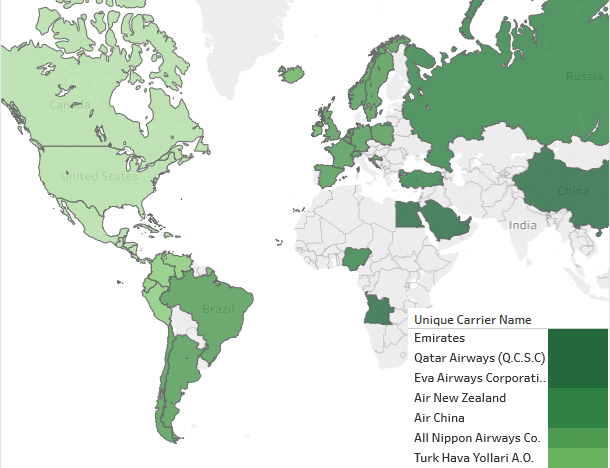 Russia
Canada
United States
China
India
Brazil
Unique Carrier Name
Emirates
Qatar Airways (Q.C.S.C)
Eva Airways Corporati..
Air New Zealand
Air China
All Nippon Airways Co.
Turk Hava Yollari A.O.